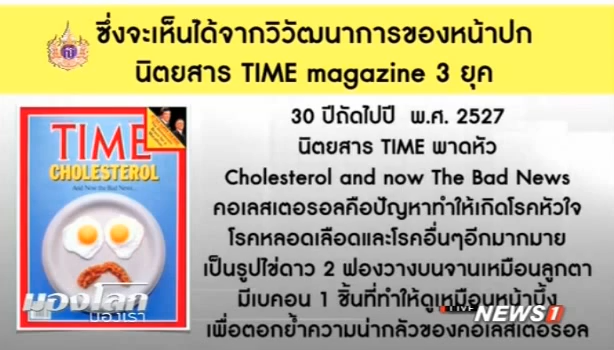 ซึ่งจะเห็นได้จากวิวัฒนาการของหน้าปก
นิตยสาร TIME magazine 3 ยุค
30 ปีถัดไปปี พ.ศ. 2527
นิตยสาร TIME พาดหัว
Cholesterol and now The Bad News
คอเลสเตอรอลคือปัญหาทำให้เกิดโรคหัวใจ
โรคหลอดเลือดและโรคอื่นๆอีกมากมาย
เป็นรูปไข่ดาว 2 ฟองวางบนจานเหมือนลูกตา
มีเบคอน 1 ชิ้นที่ทำให้ดูเหมือนหน้าบึ้ง
เพื่อตอกย้ำความน่ากลัวของคอเลสเตอรอล
TIME
CHOLESTEROL
And Now the Bad News...
มองโลก
มองเรา
LIVE NEWS1